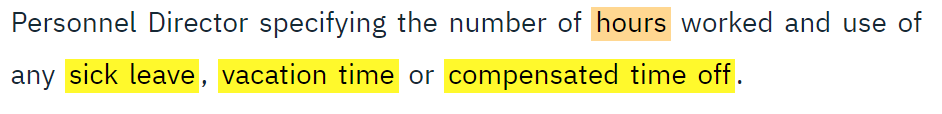 Personnel Director specifying the number of hours worked and use of
any sick leave, vacation time or compensated time off.